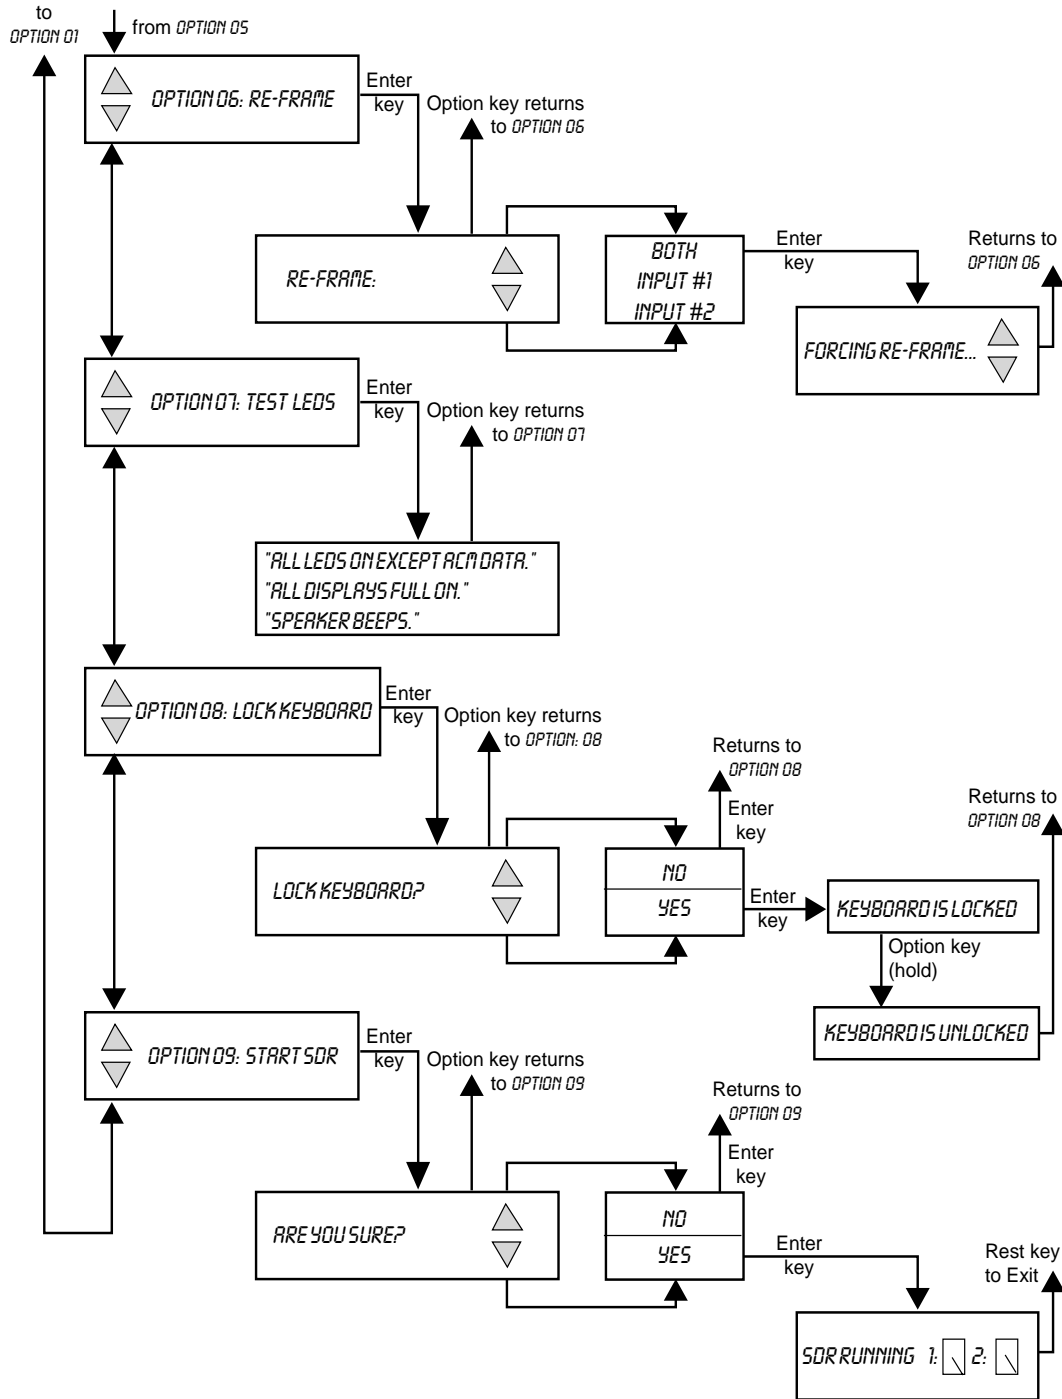 to
OPTION 01
from OPTION 05
OPTION 06: RE-FRAME
Enter
key
Option key returns
to OPTION 06
RE-FRAME:
BOTH
INPUT #1
INPUT #2
Enter
key
Returns to
OPTION 06
FORCING RE-FRAME...
OPTION 07: TEST LEDS
Enter
key
Option key returns
to OPTION 07
"ALL LEDS ON EXCEPT ACM DATA."
"ALL DISPLAYS FULL ON."
"SPEAKER BEEPS."
OPTION 08: LOCK KEYBOARD
Enter
key
Option key returns
to OPTION: 08
LOCK KEYBOARD?
NO
YES
Returns to
OPTION 08
Enter
key
Enter
key
KEYBOARD IS LOCKED
Option key
(hold)
KEYBOARD IS UNLOCKED
Returns to
OPTION 08
OPTION 09: START SDR
Enter
key
Option key returns
to OPTION 09
ARE YOU SURE?
NO
YES
Returns to
OPTION 09
Enter
key
Enter
key
SDR RUNNING 1: 2:
Rest key
to Exit